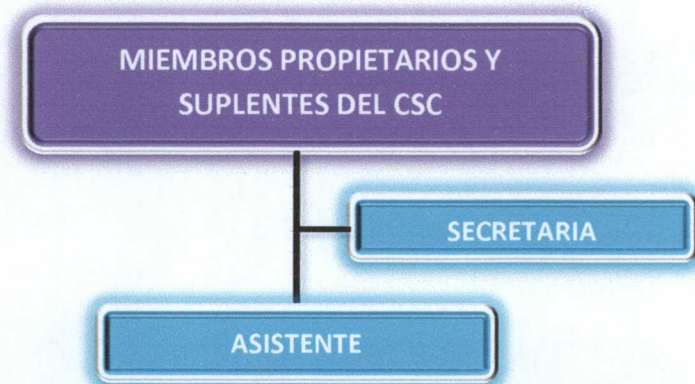 MIEMBROS PROPIETARIOS Y
SUPLENTES DEL CSC
SECRETARIA
ASISTENTE